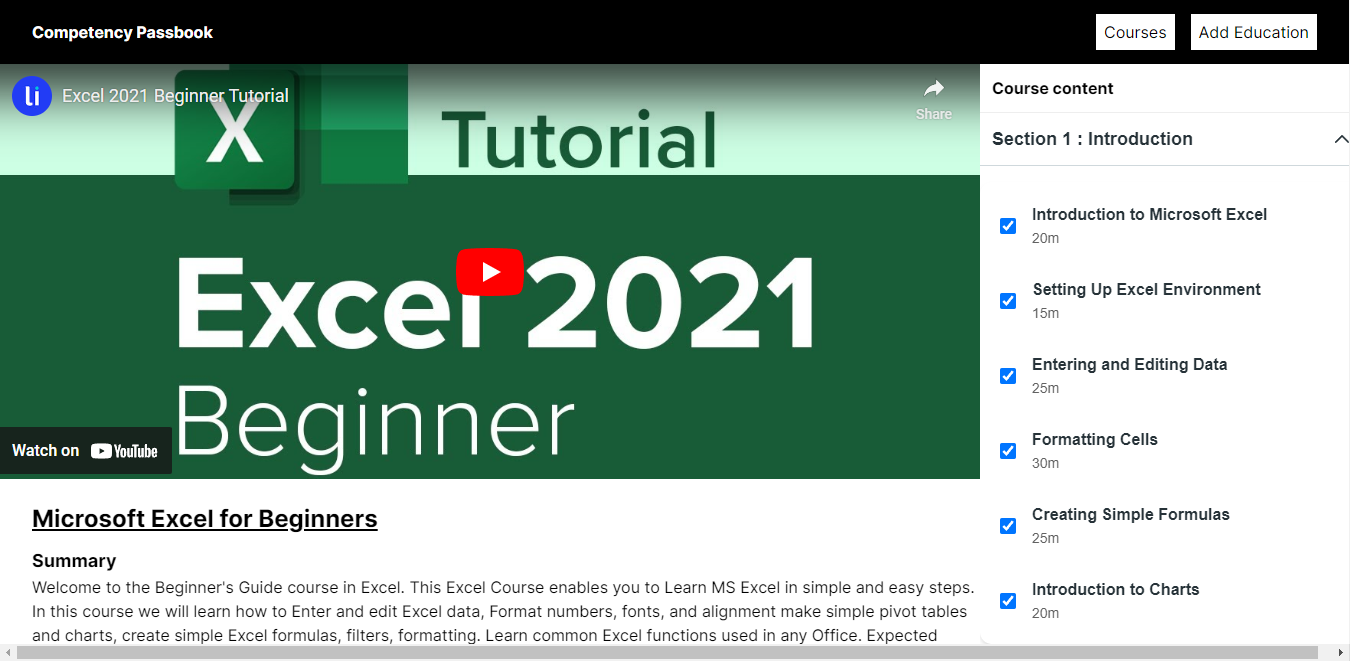 Competency Passbook
Courses
Add Education
li
Excel 2021 Beginner Tutorial
Share
X
Tutorial
Excel 2021
Beginner
Watch on YouTube
Course content
Section 1 : Introduction
Introduction to Microsoft Excel
20m
Setting Up Excel Environment
15m
Entering and Editing Data
25m
Formatting Cells
30m
Creating Simple Formulas
25m
Introduction to Charts
20m
Microsoft Excel for Beginners
Summary
Welcome to the Beginner's Guide course in Excel. This Excel Course enables you to Learn MS Excel in simple and easy steps.
In this course we will learn how to Enter and edit Excel data, Format numbers, fonts, and alignment make simple pivot tables
and charts, create simple Excel formulas, filters, formatting. Learn common Excel functions used in any Office. Expected